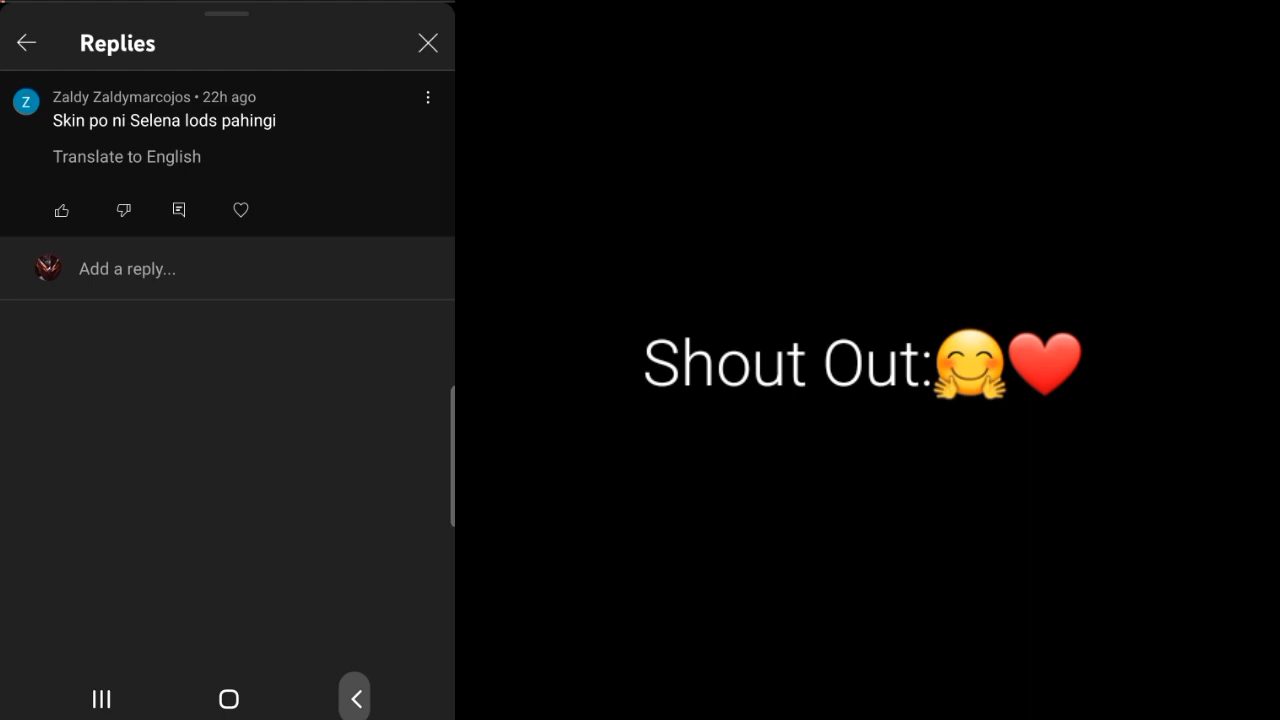 Replies
Z
Zaldy Zaldymarcojos • 22h ago
Skin po ni Selena lods pahingi
Translate to English
Add a reply...
Shout Out:🤗❤️